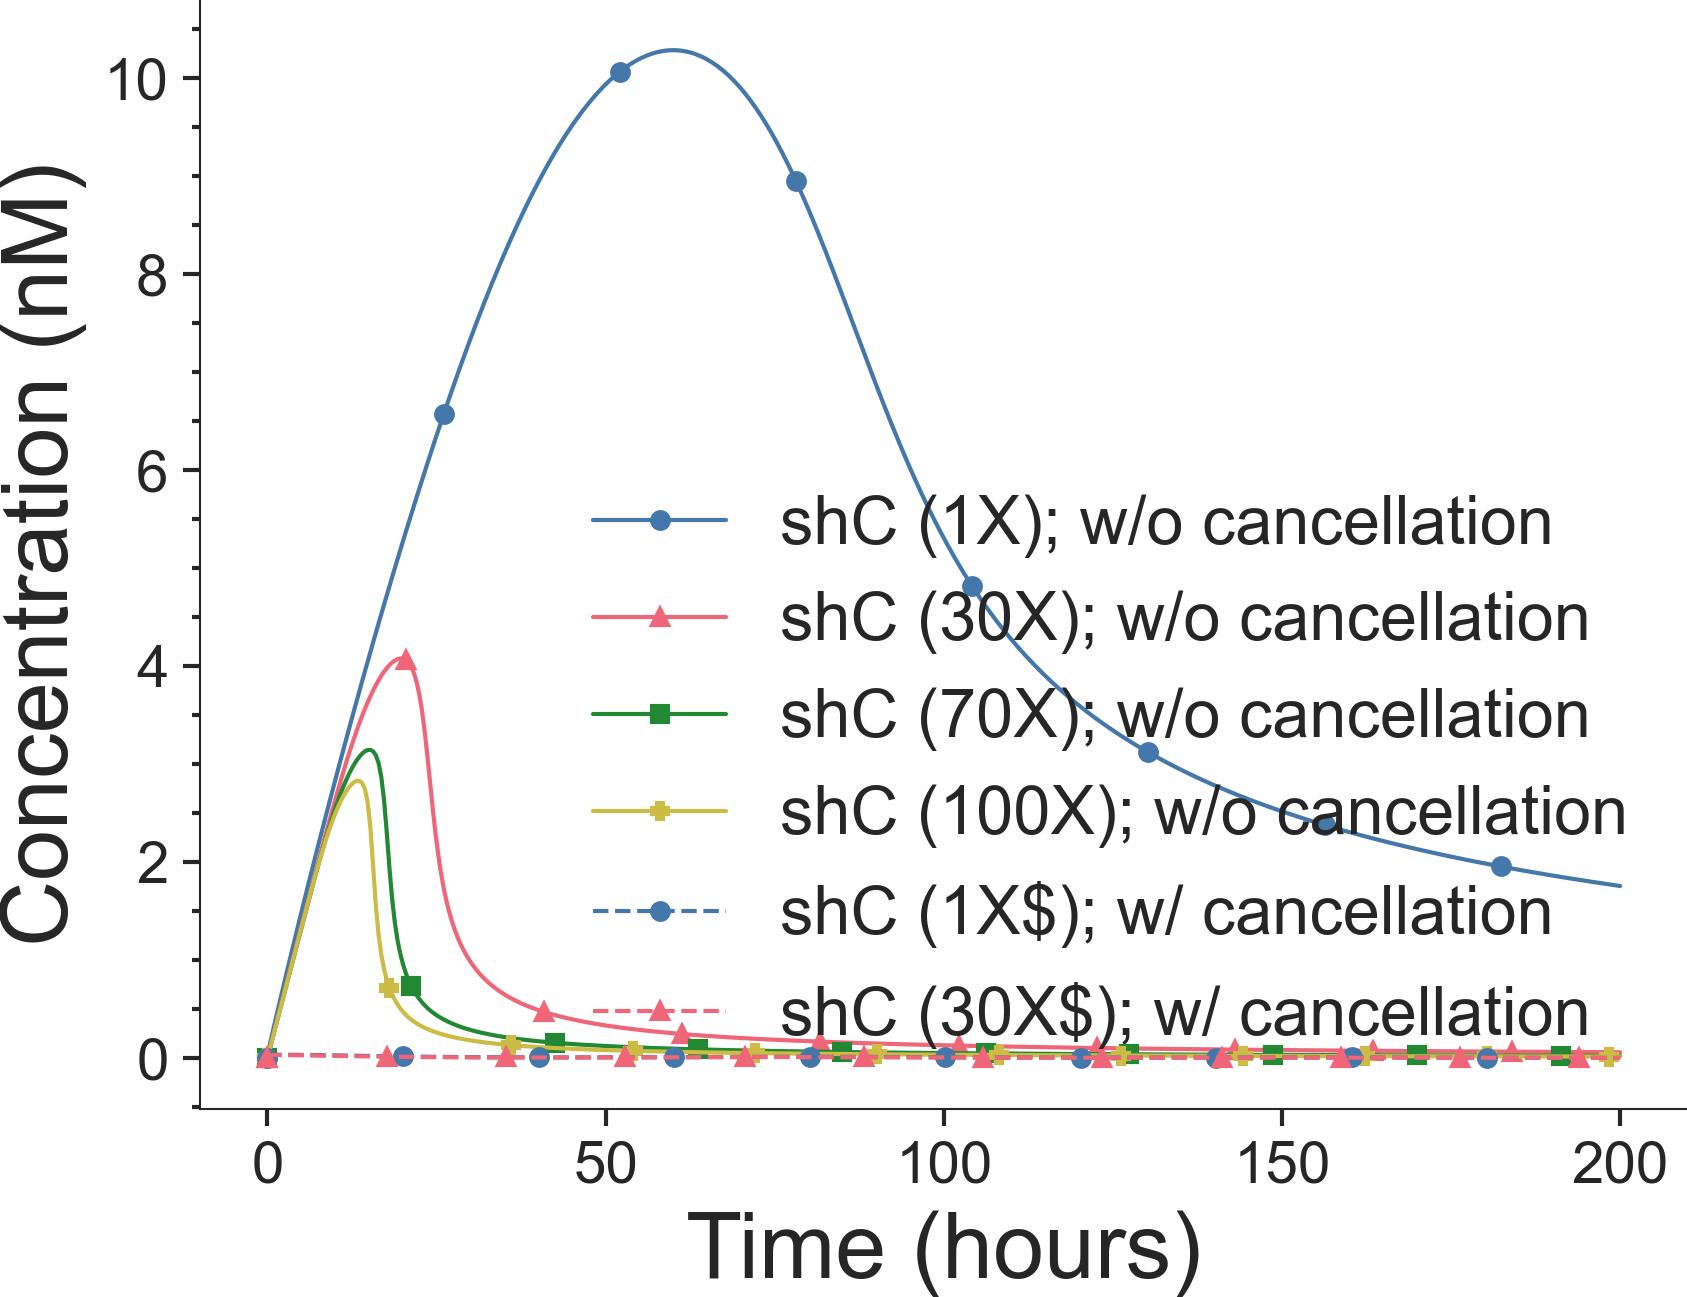 Concentration (nM)
10
8
6
4
2
0
shC (1X); w/o cancellation
shC (30X); w/o cancellation
shC (70X); w/o cancellation
shC (100X); w/o cancellation
shC (1X$); w/ cancellation
shC (30X$); w/ cancellation
0 50 100 150 200
Time (hours)